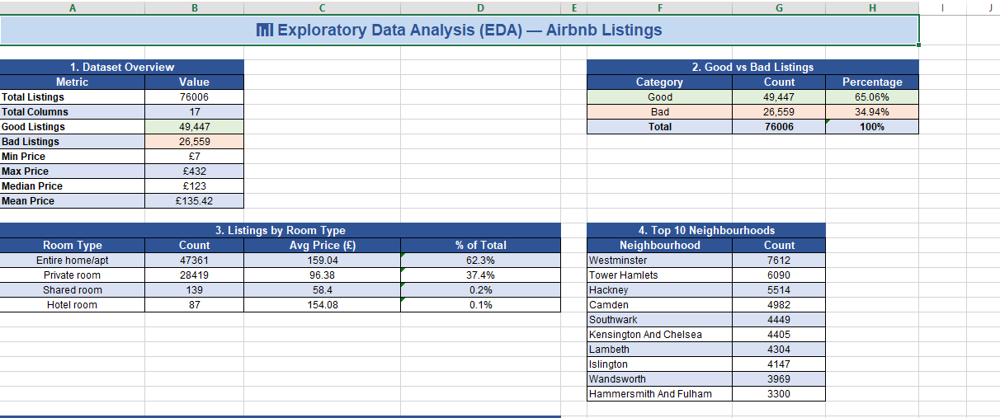 A B C D E F G H I J
Exploratory Data Analysis (EDA) — Airbnb Listings
1. Dataset Overview
Metric Value
Total Listings 76006
Total Columns 17
Good Listings 49,447
Bad Listings 26,559
Min Price £7
Max Price £432
Median Price £123
Mean Price £135.42
2. Good vs Bad Listings
Category Count Percentage
Good 49,447 65.06%
Bad 26,559 34.94%
Total 76006 100%
3. Listings by Room Type
Room Type Count Avg Price (£) % of Total
Entire home/apt 47361 159.04 62.3%
Private room 28419 96.38 37.4%
Shared room 139 58.4 0.2%
Hotel room 87 154.08 0.1%
4. Top 10 Neighbourhoods
Neighbourhood Count
Westminster 7612
Tower Hamlets 6090
Hackney 5514
Camden 4982
Southwark 4449
Kensington And Chelsea 4405
Lambeth 4304
Islington 4147
Wandsworth 3969
Hammersmith And Fulham 3300